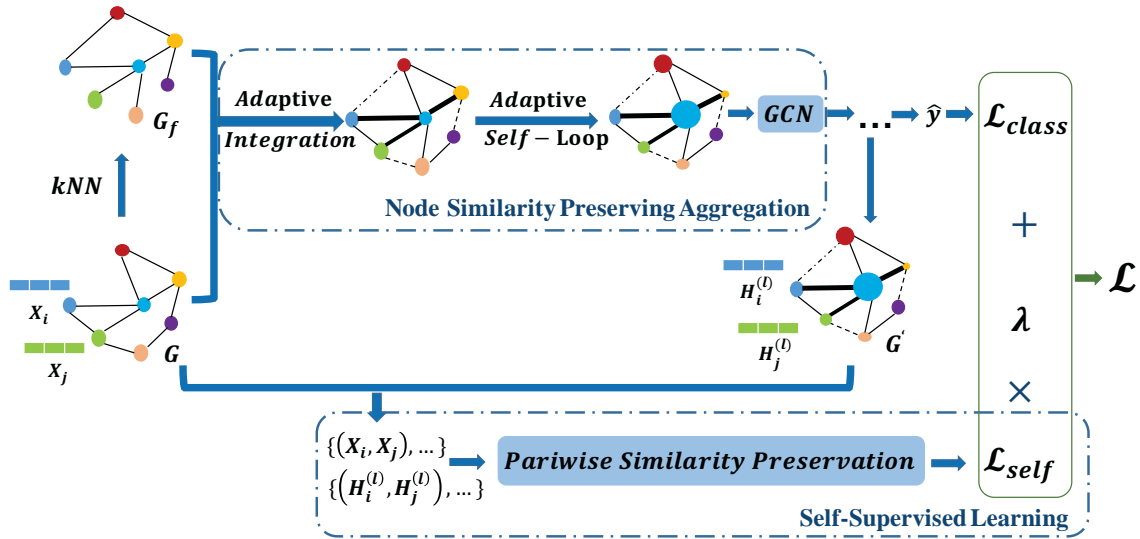 G_f
kNN
X_i
X_j
G
Adaptive
Integration
Adaptive
Self-Loop
GCN
...
ŷ
ℒ_class
Node Similarity Preserving Aggregation
+
λ
×
ℒ
H_i^(l)
H_j^(l)
G'
{(X_i, X_j), ...}
{(H_i^(l), H_j^(l)), ...}
Pariwise Similarity Preservation
ℒ_self
Self-Supervised Learning